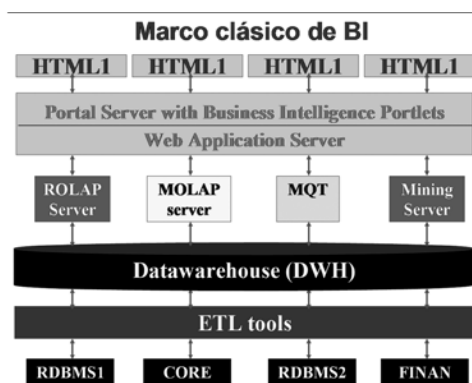 Marco clásico de BI
HTML1 HTML1 HTML1 HTML1
Portal Server with Business Intelligence Portlets
Web Application Server
ROLAP Server
MOLAP server
MQT
Mining Server
Datawarehouse (DWH)
ETL tools
RDBMS1 CORE RDBMS2 FINAN